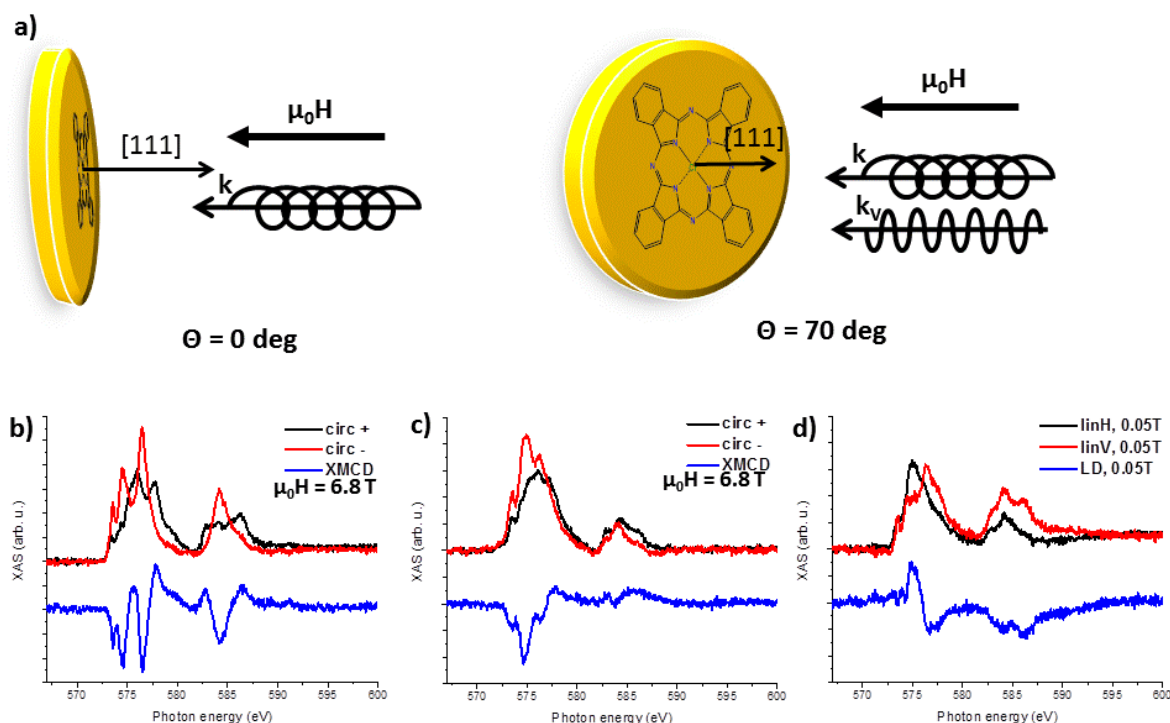 a)
μ₀H
[111]
k
Θ = 0 deg
μ₀H
[111]
k
kᵥ
Θ = 70 deg
b)
circ +
circ -
XMCD
μ₀H = 6.8 T
XAS (arb. u.)
570 575 580 585 590 595 600
Photon energy (eV)
c)
circ +
circ -
XMCD
μ₀H = 6.8 T
XAS (arb. u.)
570 575 580 585 590 595 600
Photon energy (eV)
d)
linH, 0.05T
linV, 0.05T
LD, 0.05T
XAS (arb. u.)
570 575 580 585 590 595 600
Photon energy (eV)